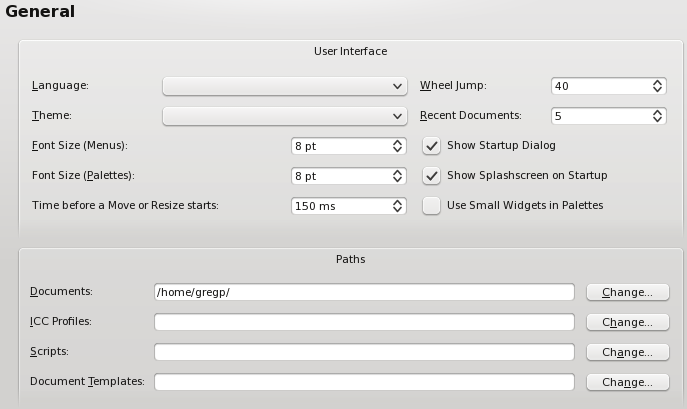 General
User Interface
Language: Wheel Jump: 40
Theme: Recent Documents: 5
Font Size (Menus): 8 pt Show Startup Dialog
Font Size (Palettes): 8 pt Show Splashscreen on Startup
Time before a Move or Resize starts: 150 ms Use Small Widgets in Palettes
Paths
Documents: /home/gregp/ Change...
ICC Profiles: Change...
Scripts: Change...
Document Templates: Change...